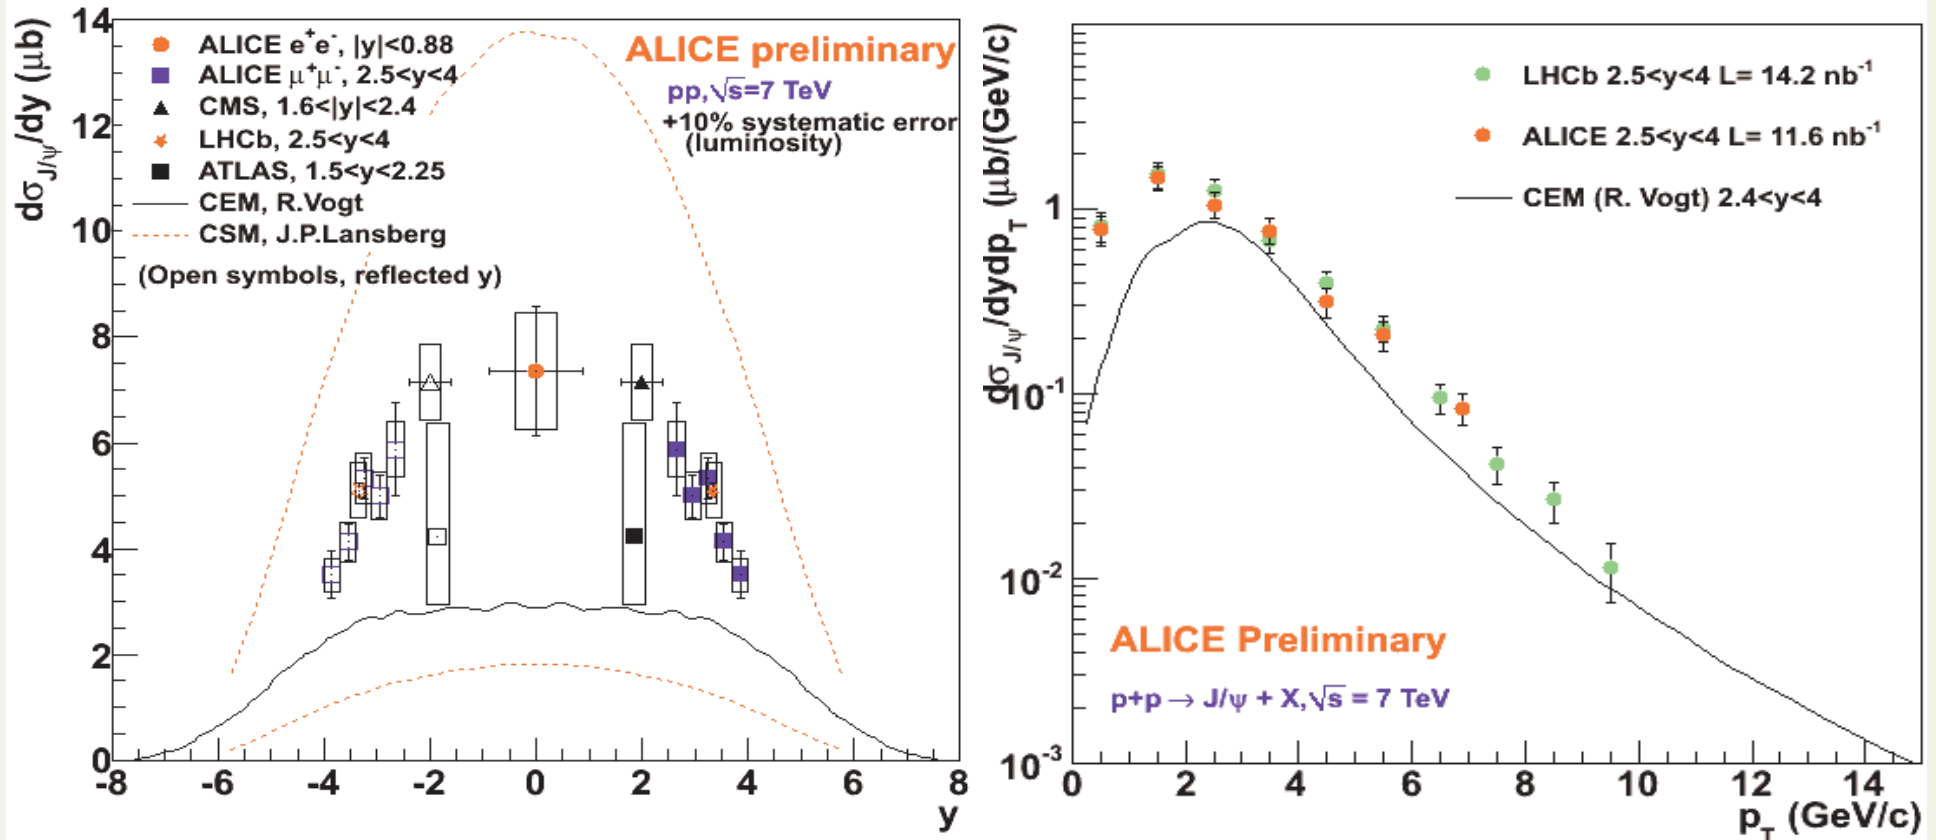 dσJ/ψ/dy (μb)
14
12
10
8
6
4
2
0
ALICE e+e-, |y|<0.88
ALICE μ+μ-, 2.5<y<4
CMS, 1.6<|y|<2.4
LHCb, 2.5<y<4
ATLAS, 1.5<y<2.25
CEM, R.Vogt
CSM, J.P.Lansberg
(Open symbols, reflected y)
ALICE preliminary
pp,√s=7 TeV
+10% systematic error
(luminosity)
-8 -6 -4 -2 0 2 4 6 8
y
dσJ/ψ/dydpT (μb/(GeV/c)
1
10-1
10-2
10-3
LHCb 2.5<y<4 L= 14.2 nb-1
ALICE 2.5<y<4 L= 11.6 nb-1
CEM (R. Vogt) 2.4<y<4
ALICE Preliminary
p+p → J/ψ + X,√s = 7 TeV
0 2 4 6 8 10 12 14
pT (GeV/c)